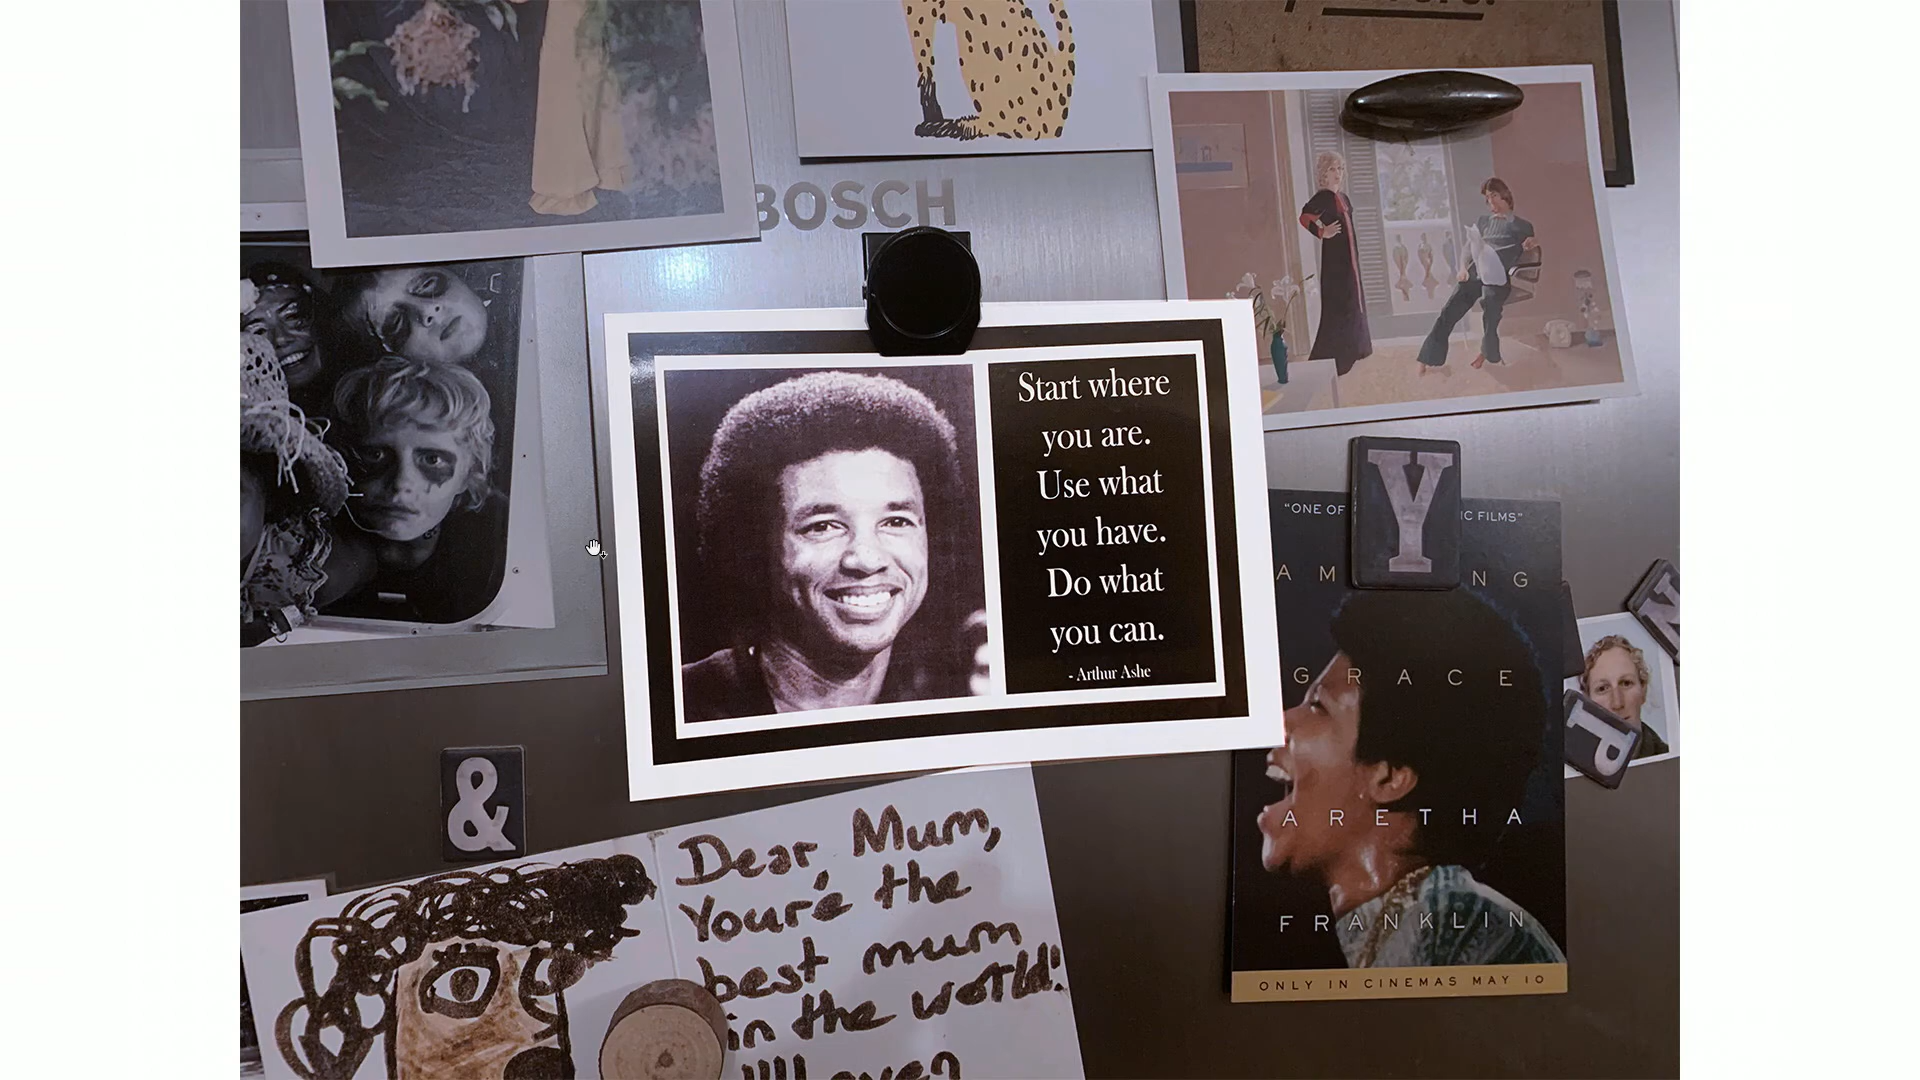 BOSCH
Start where
you are.
Use what
you have.
Do what
you can.
- Arthur Ashe
Y
"ONE OF
IC FILMS"
AM
NG
GRACE
ARETHA
FRANKLIN
ONLY IN CINEMAS MAY 10
P
&
Dear, Mum,
You're the
best mum
in the world!